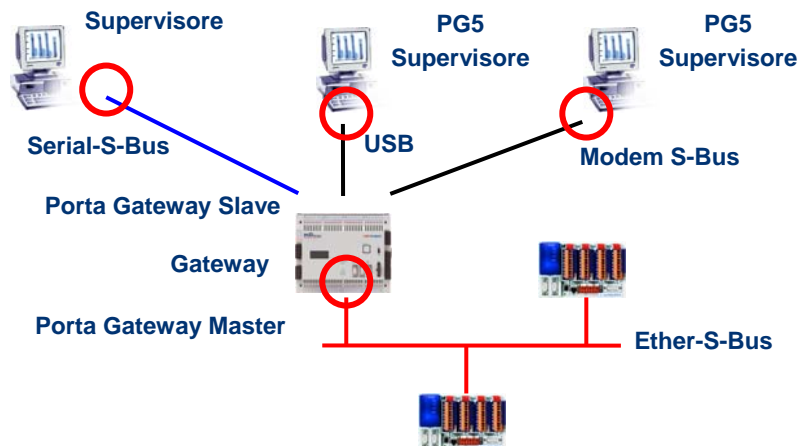 Supervisore
PG5
Supervisore
PG5
Supervisore
Serial-S-Bus
USB
Modem S-Bus
Porta Gateway Slave
Gateway
Porta Gateway Master
Ether-S-Bus